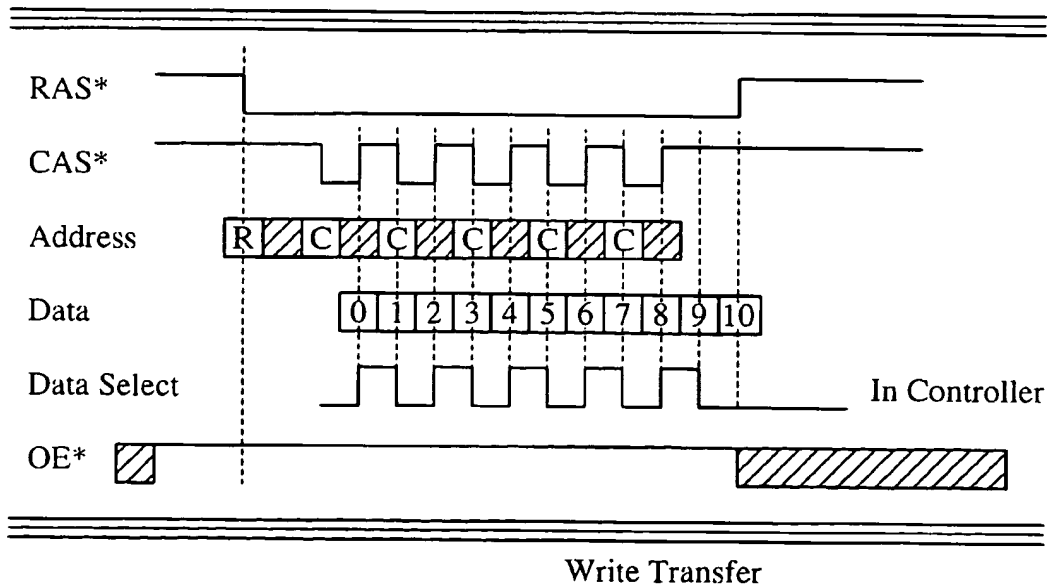 RAS*
CAS*
Address R C C C C C
Data 0 1 2 3 4 5 6 7 8 9 10
Data Select In Controller
OE*
Write Transfer